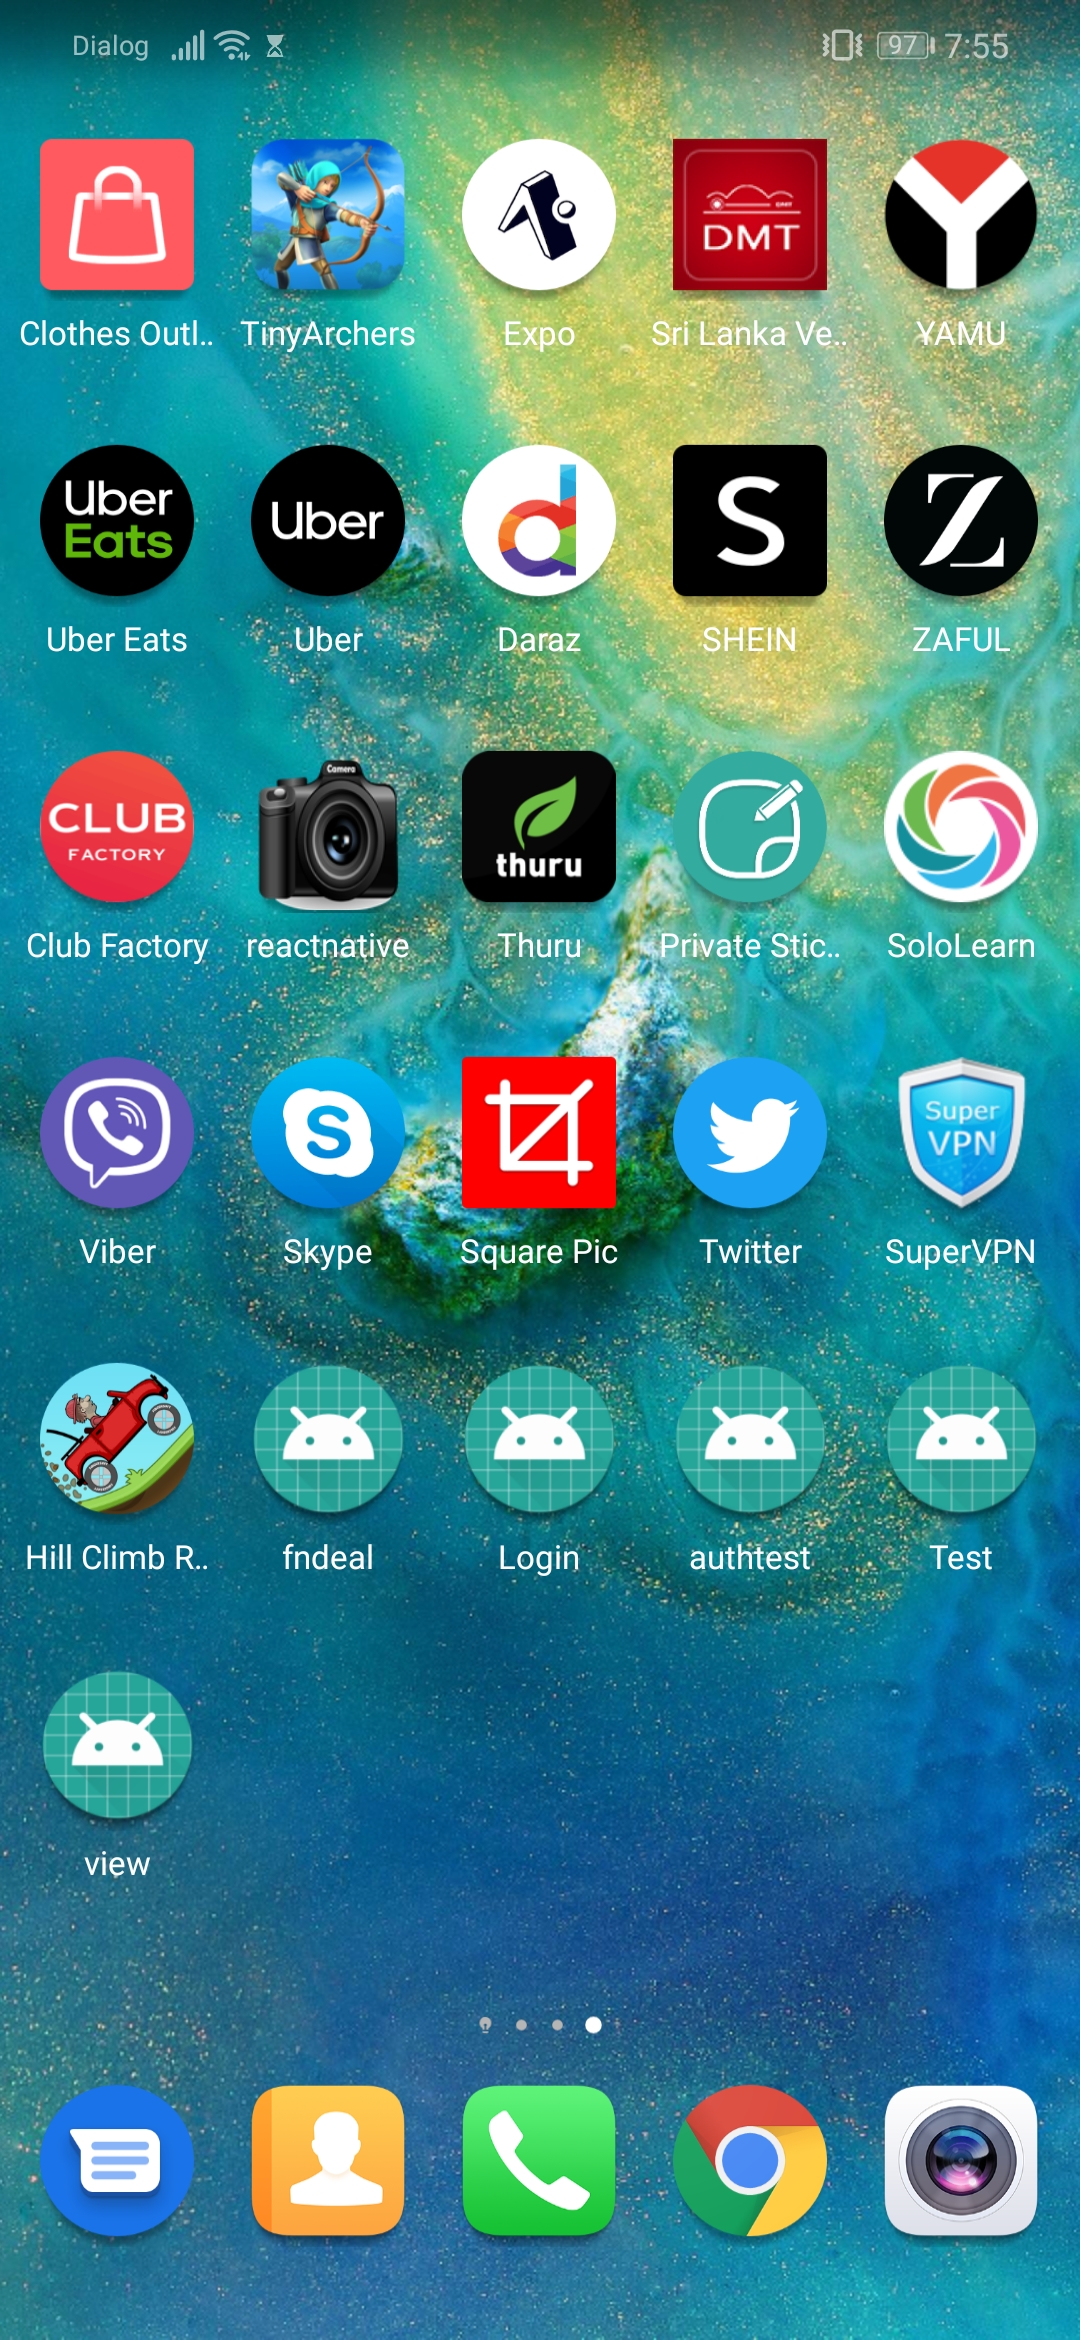 Dialog 97 7:55
DMT
Clothes Outl.. TinyArchers Expo Sri Lanka Ve.. YAMU
Uber Eats Uber S Z
Uber Eats Uber Daraz SHEIN ZAFUL
CLUB FACTORY Camera thuru
Club Factory reactnative Thuru Private Stic.. SoloLearn
S Super VPN
Viber Skype Square Pic Twitter SuperVPN
Hill Climb R.. fndeal Login authtest Test
view